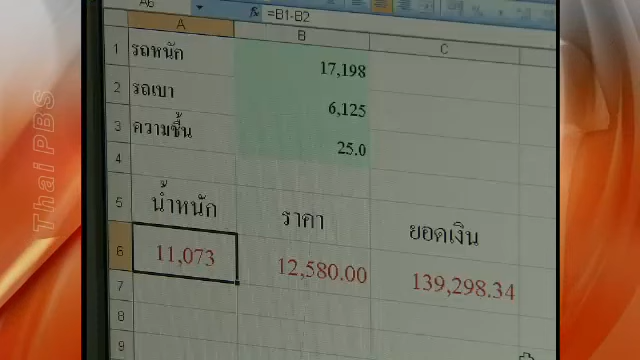 A6 fx =B1-B2
A B C
1 รถหนัก 17,198
2 รถเบา 6,125
3 ความชื้น 25.0
4
5 น้ำหนัก ราคา ยอดเงิน
6 11,073 12,580.00 139,298.34
7
8
9
Thai PBS